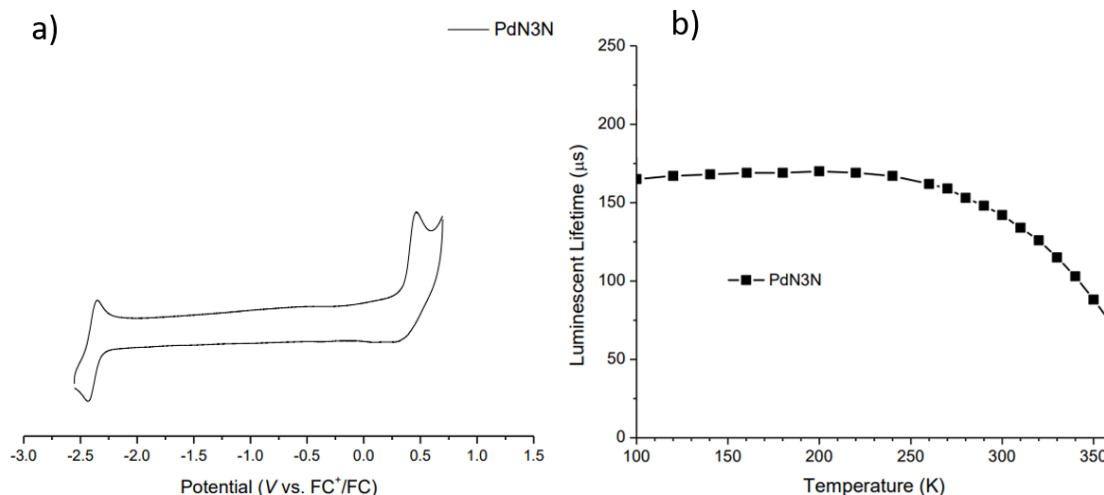 a)
PdN3N
-3.0 -2.5 -2.0 -1.5 -1.0 -0.5 0.0 0.5 1.0 1.5
Potential (V vs. FC⁺/FC)
b)
250
200
150
100
50
0
Luminescent Lifetime (μs)
PdN3N
100 150 200 250 300 350
Temperature (K)